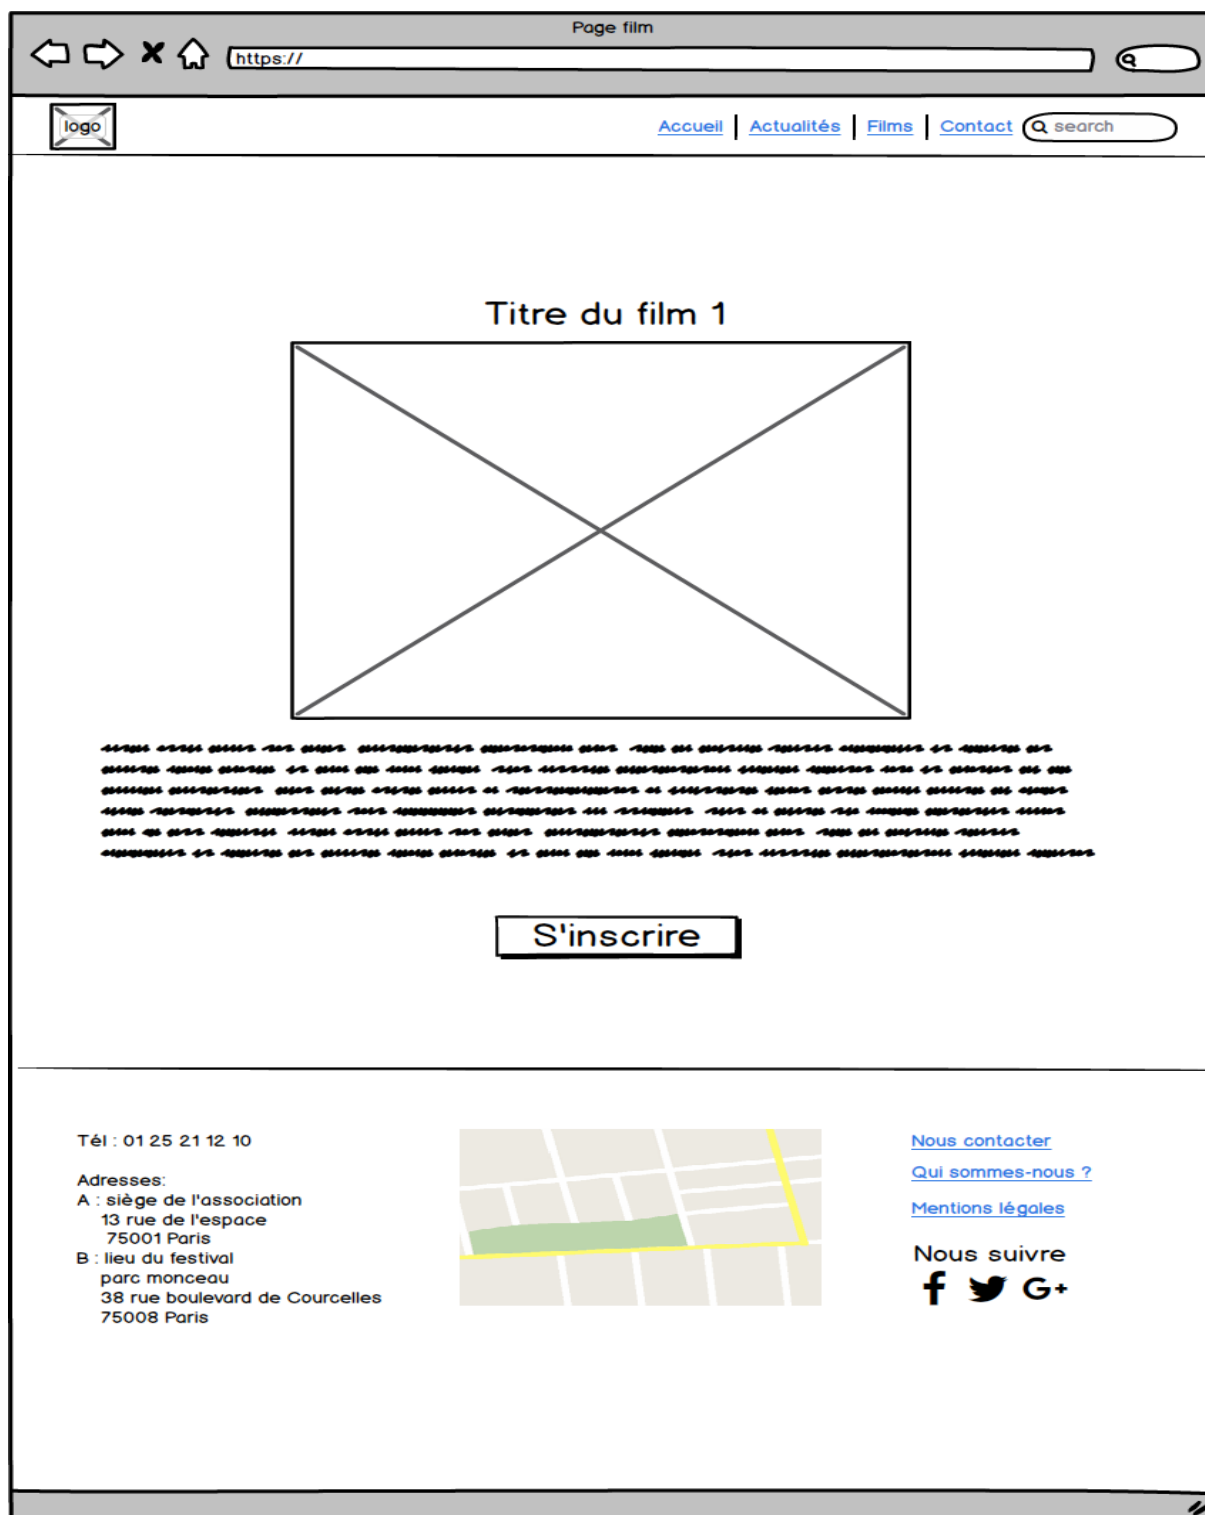 Page film
https://
logo
Accueil | Actualités | Films | Contact search
Titre du film 1
S'inscrire
Tél : 01 25 21 12 10
Adresses:
A : siège de l'association
13 rue de l'espace
75001 Paris
B : lieu du festival
parc monceau
38 rue boulevard de Courcelles
75008 Paris
Nous contacter
Qui sommes-nous ?
Mentions légales
Nous suivre
f G+